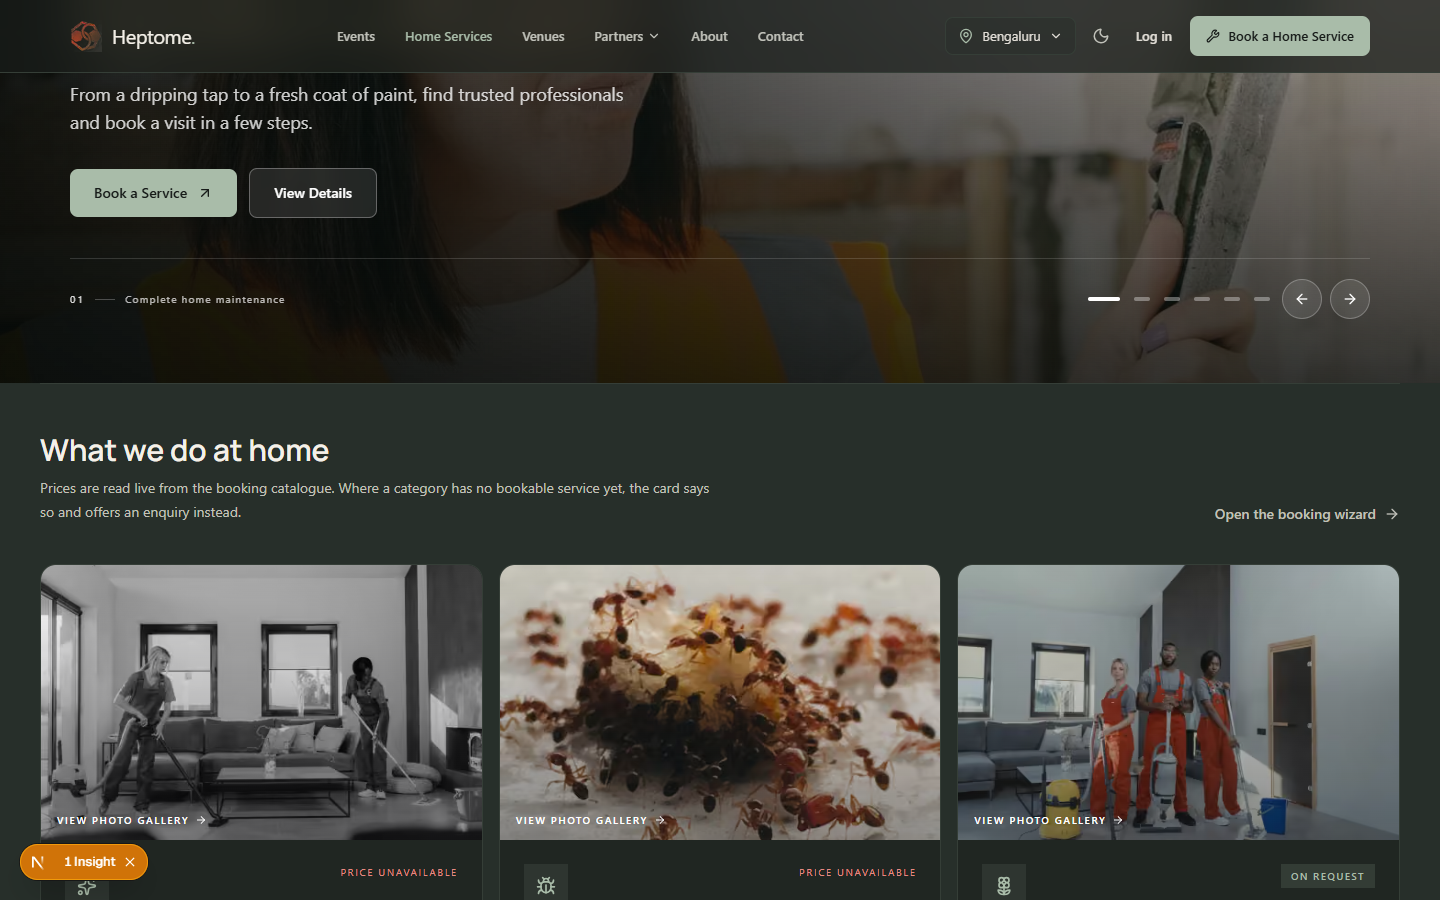 Heptome.
Events
Home Services
Venues
Partners
About
Contact
Bengaluru
Log in
Book a Home Service
From a dripping tap to a fresh coat of paint, find trusted professionals
and book a visit in a few steps.
Book a Service
View Details
01
Complete home maintenance
What we do at home
Prices are read live from the booking catalogue. Where a category has no bookable service yet, the card says
so and offers an enquiry instead.
Open the booking wizard
VIEW PHOTO GALLERY
VIEW PHOTO GALLERY
VIEW PHOTO GALLERY
N
1 Insight
PRICE UNAVAILABLE
PRICE UNAVAILABLE
ON REQUEST